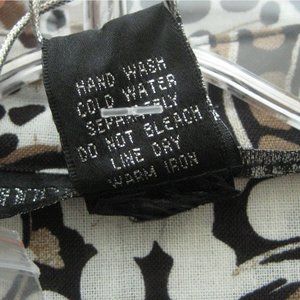 HAND WASH
COLD WATER
SEPARATELY
DO NOT BLEACH
LINE DRY
WARM IRON